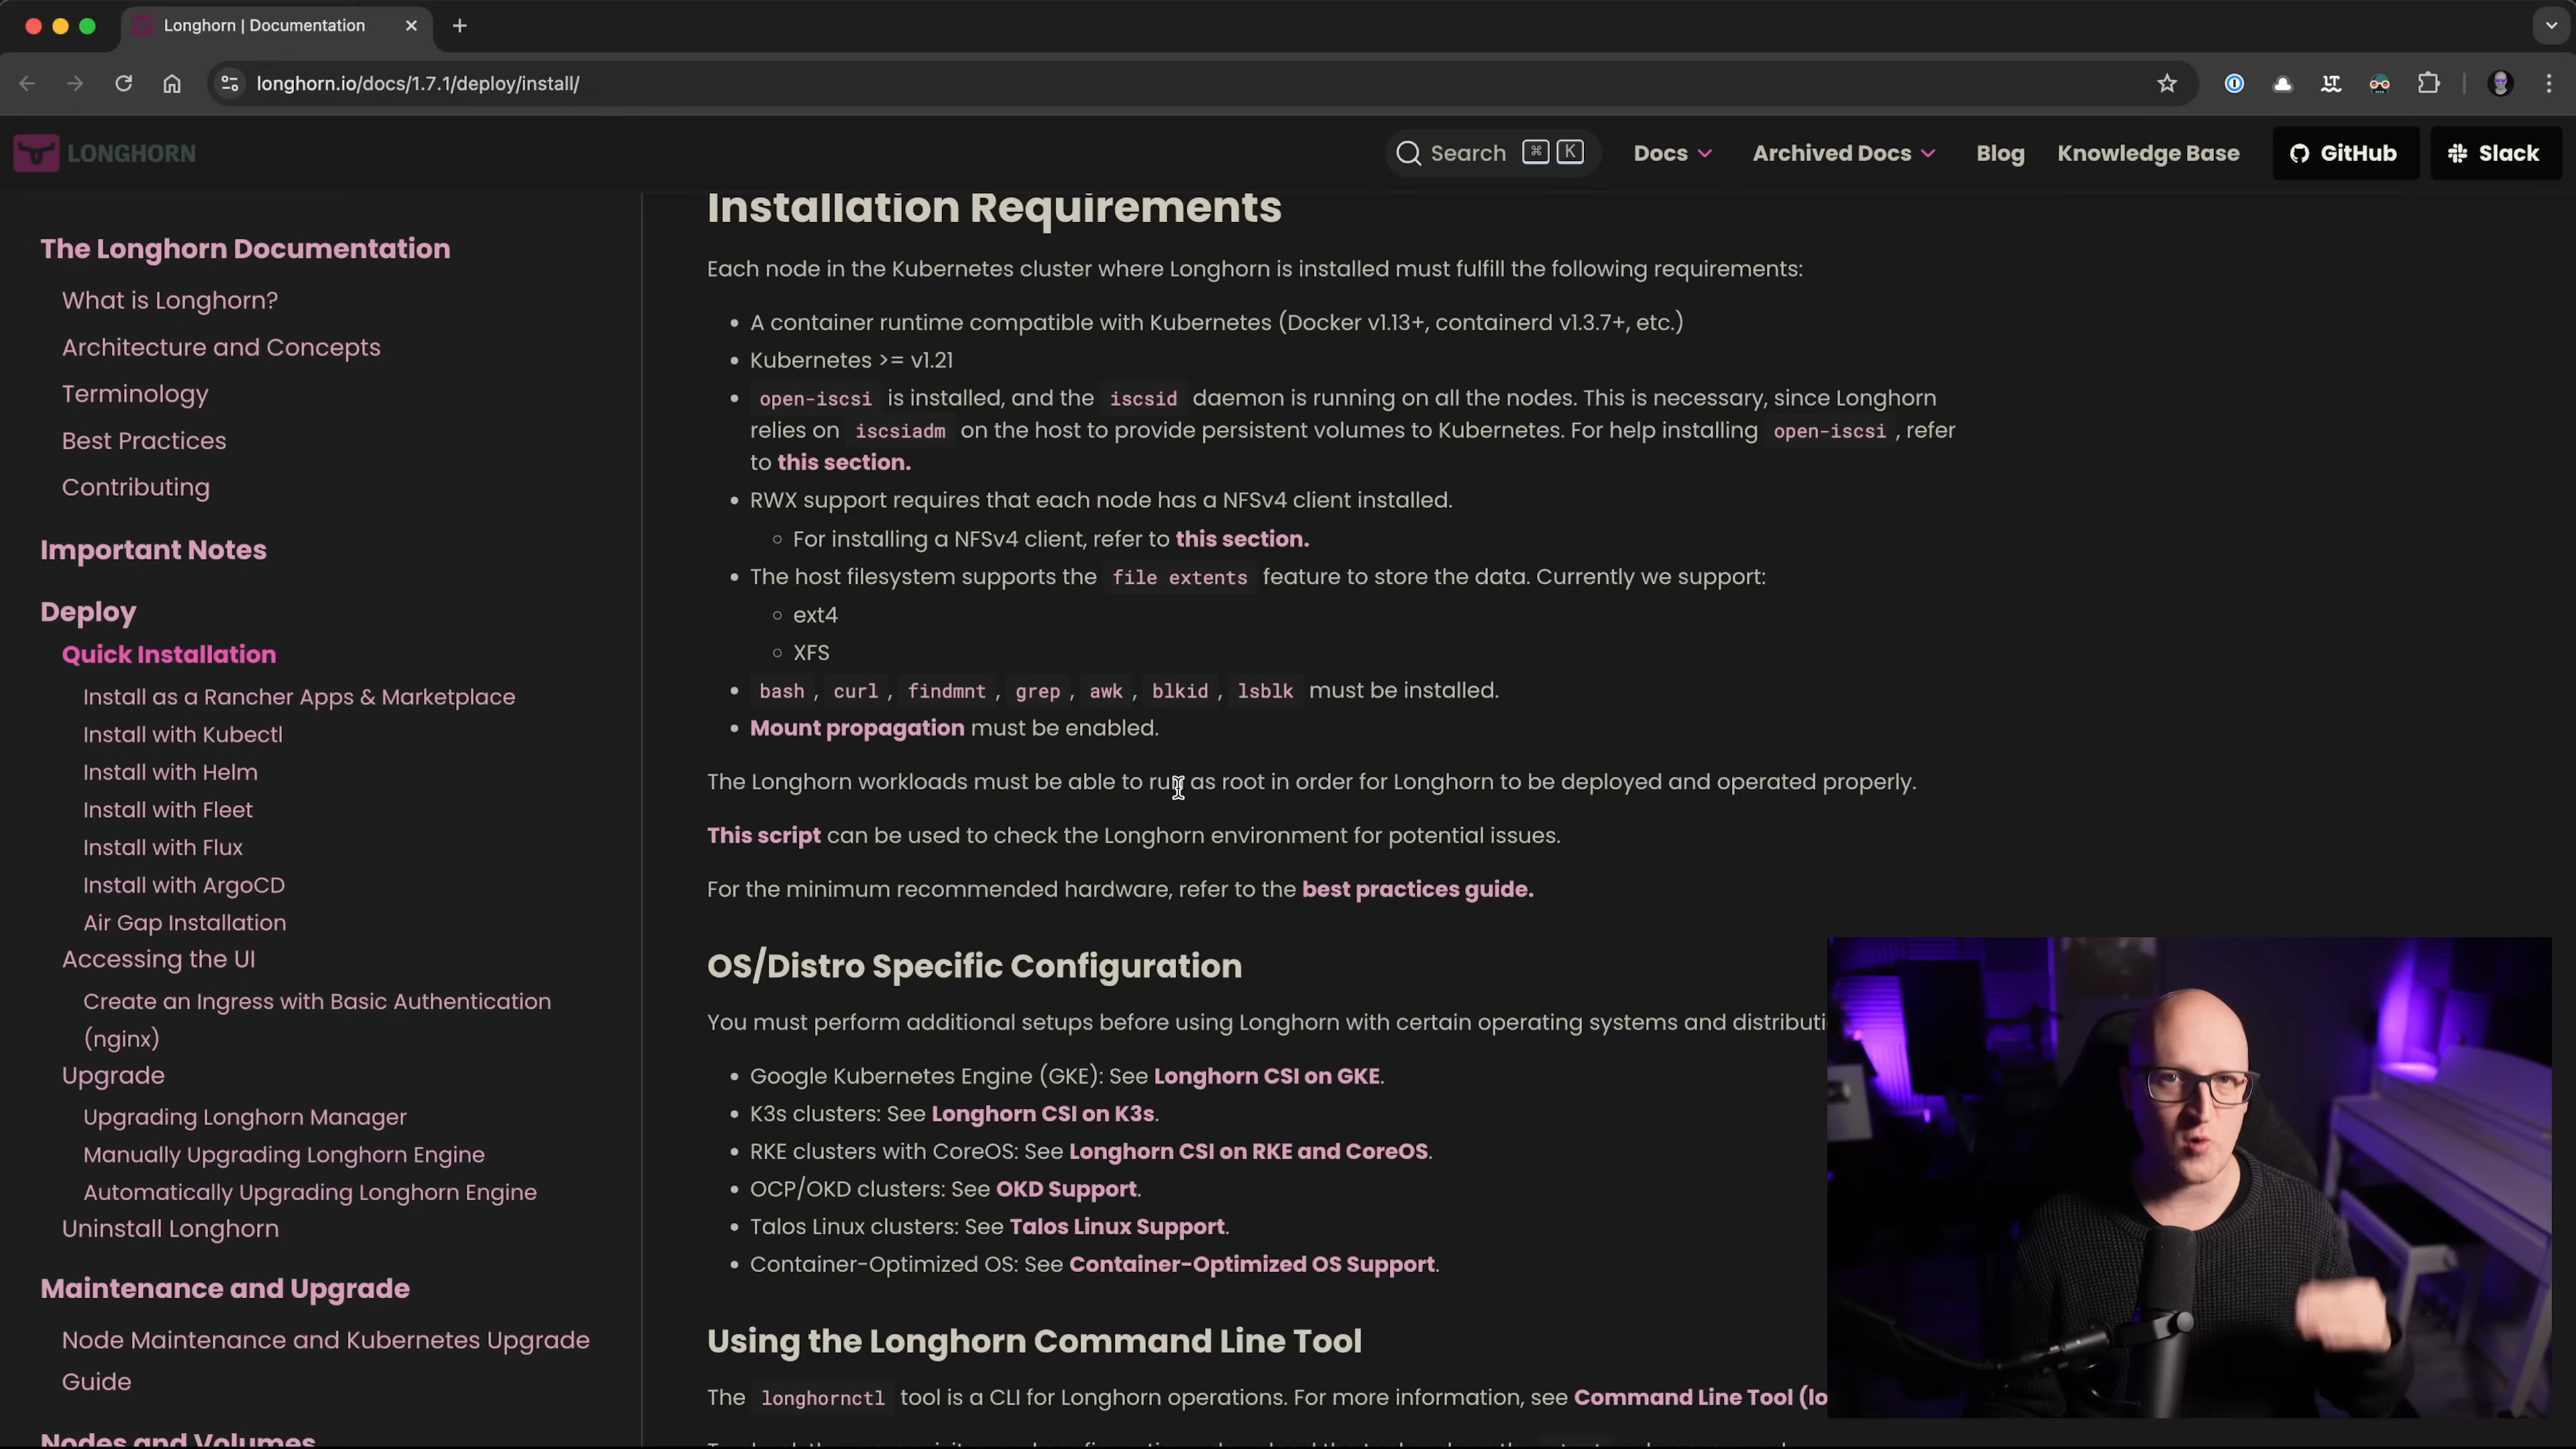 Longhorn | Documentation
longhorn.io/docs/1.7.1/deploy/install/
LONGHORN
Search ⌘ K
Docs
Archived Docs
Blog
Knowledge Base
GitHub
Slack
The Longhorn Documentation
What is Longhorn?
Architecture and Concepts
Terminology
Best Practices
Contributing
Important Notes
Deploy
Quick Installation
Install as a Rancher Apps & Marketplace
Install with Kubectl
Install with Helm
Install with Fleet
Install with Flux
Install with ArgoCD
Air Gap Installation
Accessing the UI
Create an Ingress with Basic Authentication
(nginx)
Upgrade
Upgrading Longhorn Manager
Manually Upgrading Longhorn Engine
Automatically Upgrading Longhorn Engine
Uninstall Longhorn
Maintenance and Upgrade
Node Maintenance and Kubernetes Upgrade
Guide
Nodes and Volumes
Installation Requirements
Each node in the Kubernetes cluster where Longhorn is installed must fulfill the following requirements:
A container runtime compatible with Kubernetes (Docker v1.13+, containerd v1.3.7+, etc.)
Kubernetes >= v1.21
open-iscsi is installed, and the iscsid daemon is running on all the nodes. This is necessary, since Longhorn
relies on iscsiadm on the host to provide persistent volumes to Kubernetes. For help installing open-iscsi , refer
to this section.
RWX support requires that each node has a NFSv4 client installed.
For installing a NFSv4 client, refer to this section.
The host filesystem supports the file extents feature to store the data. Currently we support:
ext4
XFS
bash , curl , findmnt , grep , awk , blkid , lsblk must be installed.
Mount propagation must be enabled.
The Longhorn workloads must be able to run as root in order for Longhorn to be deployed and operated properly.
This script can be used to check the Longhorn environment for potential issues.
For the minimum recommended hardware, refer to the best practices guide.
OS/Distro Specific Configuration
You must perform additional setups before using Longhorn with certain operating systems and distributi
Google Kubernetes Engine (GKE): See Longhorn CSI on GKE.
K3s clusters: See Longhorn CSI on K3s.
RKE clusters with CoreOS: See Longhorn CSI on RKE and CoreOS.
OCP/OKD clusters: See OKD Support.
Talos Linux clusters: See Talos Linux Support.
Container-Optimized OS: See Container-Optimized OS Support.
Using the Longhorn Command Line Tool
The longhornctl tool is a CLI for Longhorn operations. For more information, see Command Line Tool (lo